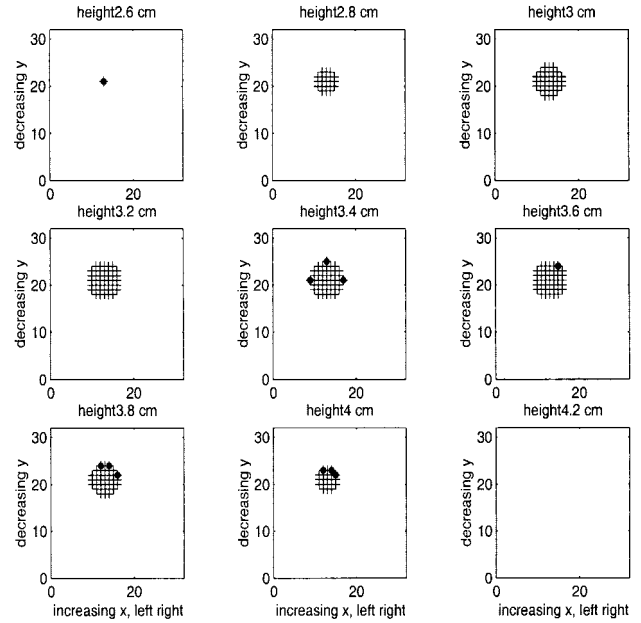 height2.6 cm
height2.8 cm
height3 cm
decreasing y
30
20
10
0
0
20
decreasing y
30
20
10
0
0
20
decreasing y
30
20
10
0
0
20
height3.2 cm
height3.4 cm
height3.6 cm
decreasing y
30
20
10
0
0
20
decreasing y
30
20
10
0
0
20
decreasing y
30
20
10
0
0
20
height3.8 cm
height4 cm
height4.2 cm
decreasing y
30
20
10
0
0
20
increasing x, left right
decreasing y
30
20
10
0
0
20
increasing x, left right
decreasing y
30
20
10
0
0
20
increasing x, left right